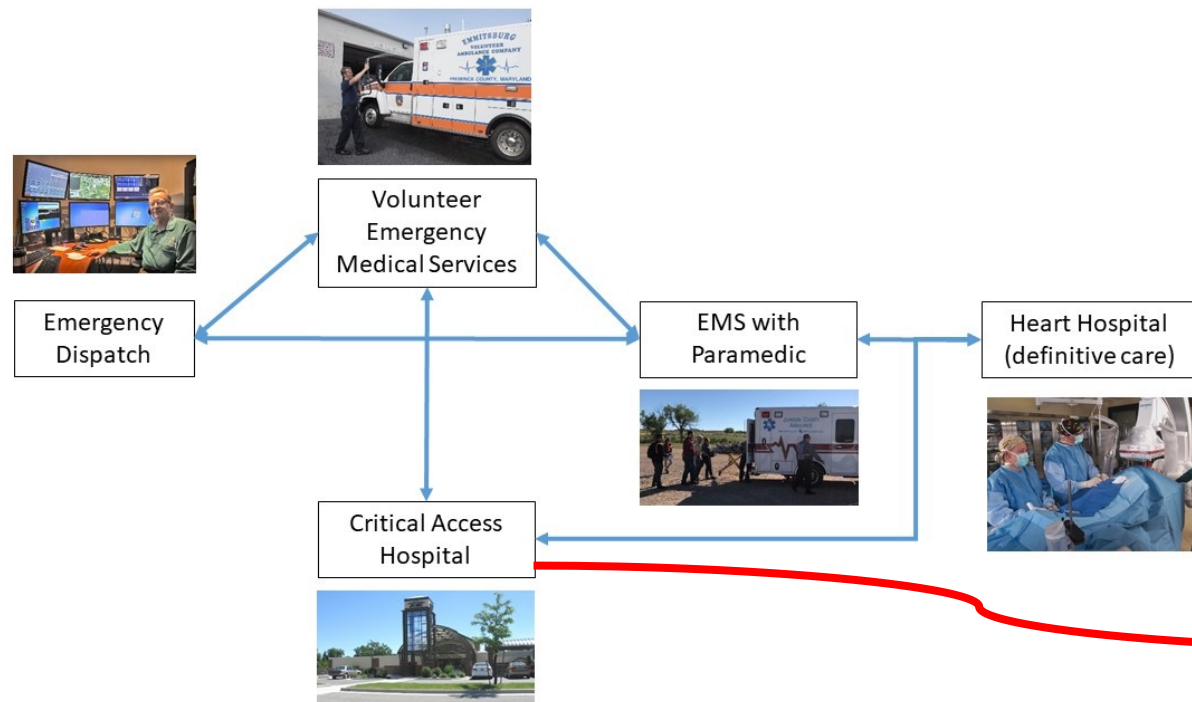 EMMITSBURG
VOLUNTEER
AMBULANCE COMPANY
FREDERICK COUNTY, MARYLAND
Volunteer
Emergency
Medical Services
Emergency
Dispatch
EMS with
Paramedic
Heart Hospital
(definitive care)
AMBULANCE
Critical Access
Hospital